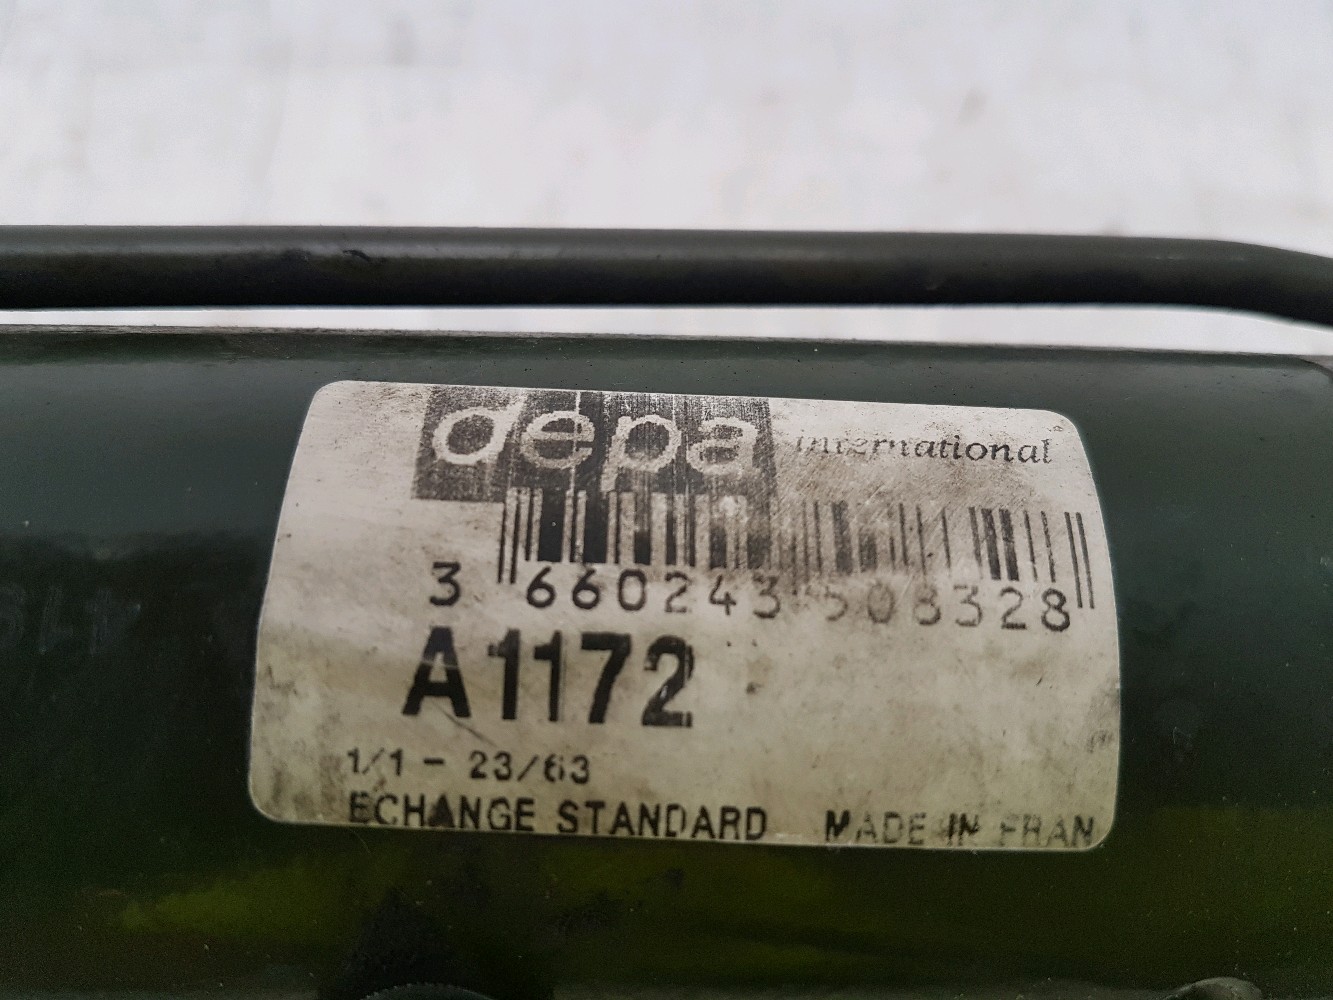 depa international
3 660243 508328
A1172
1/1 - 23/63
ECHANGE STANDARD MADE IN FRAN